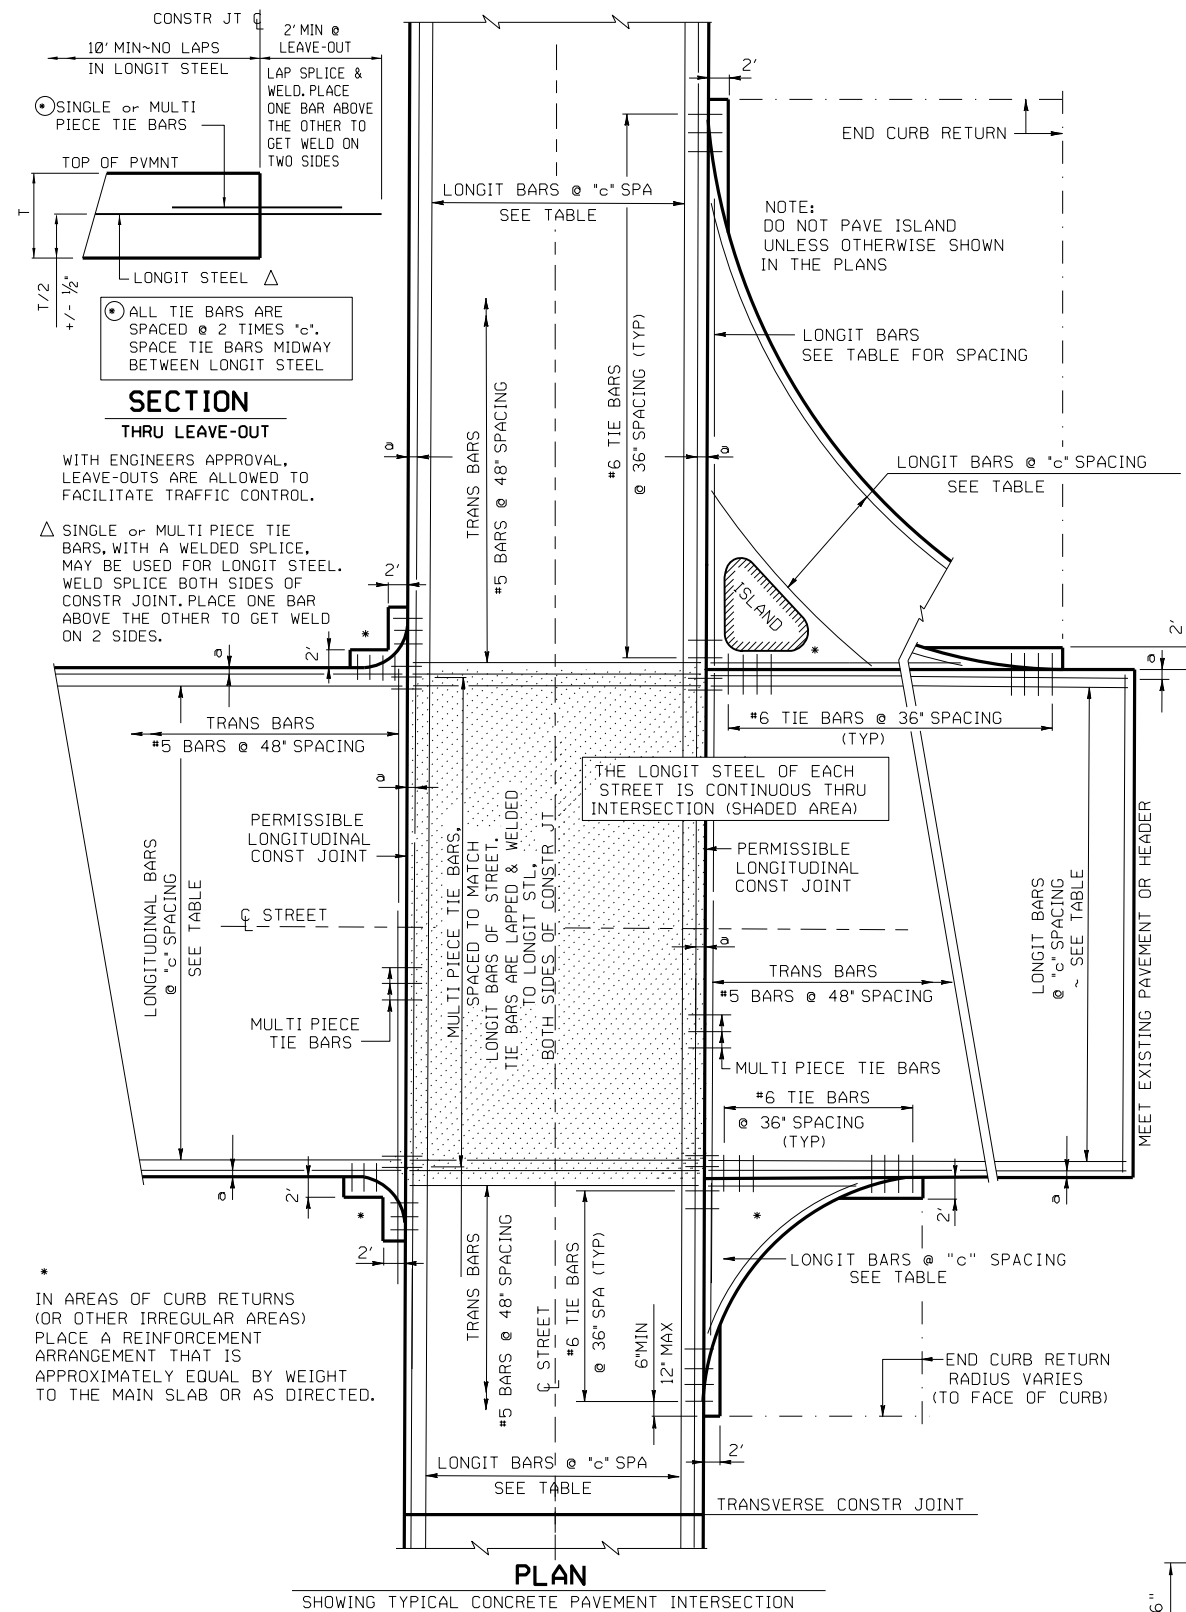 CONSTR JT ℄
10' MIN~NO LAPS
IN LONGIT STEEL
2' MIN @
LEAVE-OUT
LAP SPLICE &
WELD. PLACE
ONE BAR ABOVE
THE OTHER TO
GET WELD ON
TWO SIDES
* SINGLE or MULTI
PIECE TIE BARS
TOP OF PVMNT
T
T/2
+/- ½"
LONGIT STEEL △
* ALL TIE BARS ARE
SPACED @ 2 TIMES "c".
SPACE TIE BARS MIDWAY
BETWEEN LONGIT STEEL
SECTION
THRU LEAVE-OUT
WITH ENGINEERS APPROVAL,
LEAVE-OUTS ARE ALLOWED TO
FACILITATE TRAFFIC CONTROL.
△ SINGLE or MULTI PIECE TIE
BARS, WITH A WELDED SPLICE,
MAY BE USED FOR LONGIT STEEL.
WELD SPLICE BOTH SIDES OF
CONSTR JOINT. PLACE ONE BAR
ABOVE THE OTHER TO GET WELD
ON 2 SIDES.
2'
END CURB RETURN
LONGIT BARS @ "c" SPA
SEE TABLE
NOTE:
DO NOT PAVE ISLAND
UNLESS OTHERWISE SHOWN
IN THE PLANS
LONGIT BARS
SEE TABLE FOR SPACING
#6 TIE BARS
@ 36" SPACING (TYP)
TRANS BARS
#5 BARS @ 48" SPACING
a
a
LONGIT BARS @ "c" SPACING
SEE TABLE
ISLAND
*
2'
*
2'
a
2'
a
TRANS BARS
#5 BARS @ 48" SPACING
#6 TIE BARS @ 36" SPACING
(TYP)
THE LONGIT STEEL OF EACH
STREET IS CONTINUOUS THRU
INTERSECTION (SHADED AREA)
a
PERMISSIBLE
LONGITUDINAL
CONST JOINT
PERMISSIBLE
LONGITUDINAL
CONST JOINT
LONGITUDINAL BARS
@ "c" SPACING
SEE TABLE
℄ STREET
MULTI PIECE TIE BARS,
SPACED TO MATCH
LONGIT BARS OF STREET.
TIE BARS ARE LAPPED & WELDED
TO LONGIT STL,
BOTH SIDES OF CONSTR JT
a
TRANS BARS
#5 BARS @ 48" SPACING
LONGIT BARS
@ "c" SPACING
~ SEE TABLE
MEET EXISTING PAVEMENT OR HEADER
MULTI PIECE
TIE BARS
MULTI PIECE TIE BARS
#6 TIE BARS
@ 36" SPACING
(TYP)
a
2'
*
2'
2'
a
*
LONGIT BARS @ "c" SPACING
SEE TABLE
TRANS BARS
#5 BARS @ 48" SPACING
℄ STREET
#6 TIE BARS
@ 36" SPA (TYP)
6"MIN
12" MAX
*
IN AREAS OF CURB RETURNS
(OR OTHER IRREGULAR AREAS)
PLACE A REINFORCEMENT
ARRANGEMENT THAT IS
APPROXIMATELY EQUAL BY WEIGHT
TO THE MAIN SLAB OR AS DIRECTED.
END CURB RETURN
RADIUS VARIES
(TO FACE OF CURB)
LONGIT BARS @ "c" SPA
SEE TABLE
2'
TRANSVERSE CONSTR JOINT
PLAN
SHOWING TYPICAL CONCRETE PAVEMENT INTERSECTION
6"